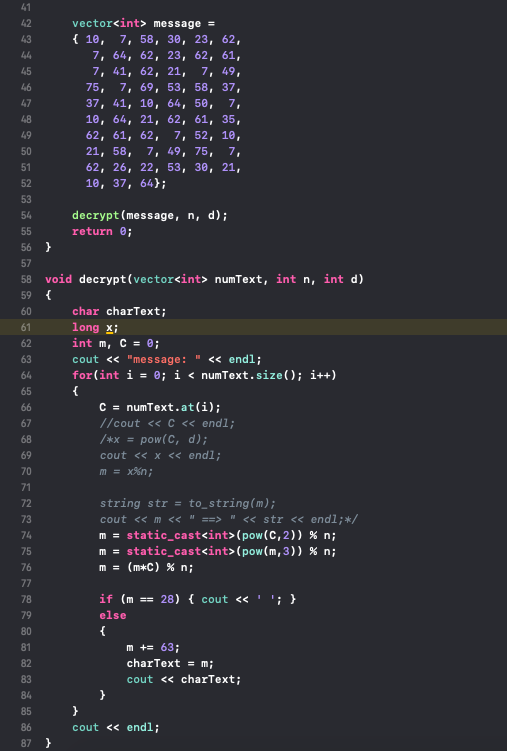 41
42 vector<int> message =
43 { 10, 7, 58, 30, 23, 62,
44 7, 64, 62, 23, 62, 61,
45 7, 41, 62, 21, 7, 49,
46 75, 7, 69, 53, 58, 37,
47 37, 41, 10, 64, 50, 7,
48 10, 64, 21, 62, 61, 35,
49 62, 61, 62, 7, 52, 10,
50 21, 58, 7, 49, 75, 7,
51 62, 26, 22, 53, 30, 21,
52 10, 37, 64};
53
54 decrypt(message, n, d);
55 return 0;
56 }
57
58 void decrypt(vector<int> numText, int n, int d)
59 {
60 char charText;
61 long x;
62 int m, C = 0;
63 cout << "message: " << endl;
64 for(int i = 0; i < numText.size(); i++)
65 {
66 C = numText.at(i);
67 //cout << C << endl;
68 /*x = pow(C, d);
69 cout << x << endl;
70 m = x%n;
71
72 string str = to_string(m);
73 cout << m << " ==> " << str << endl;*/
74 m = static_cast<int>(pow(C,2)) % n;
75 m = static_cast<int>(pow(m,3)) % n;
76 m = (m*C) % n;
77
78 if (m == 28) { cout << ' '; }
79 else
80 {
81 m += 63;
82 charText = m;
83 cout << charText;
84 }
85 }
86 cout << endl;
87 }